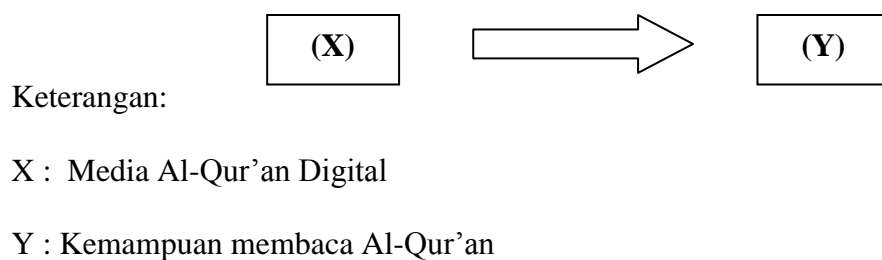 (X) (Y)
Keterangan:
X : Media Al-Qur’an Digital
Y : Kemampuan membaca Al-Qur’an